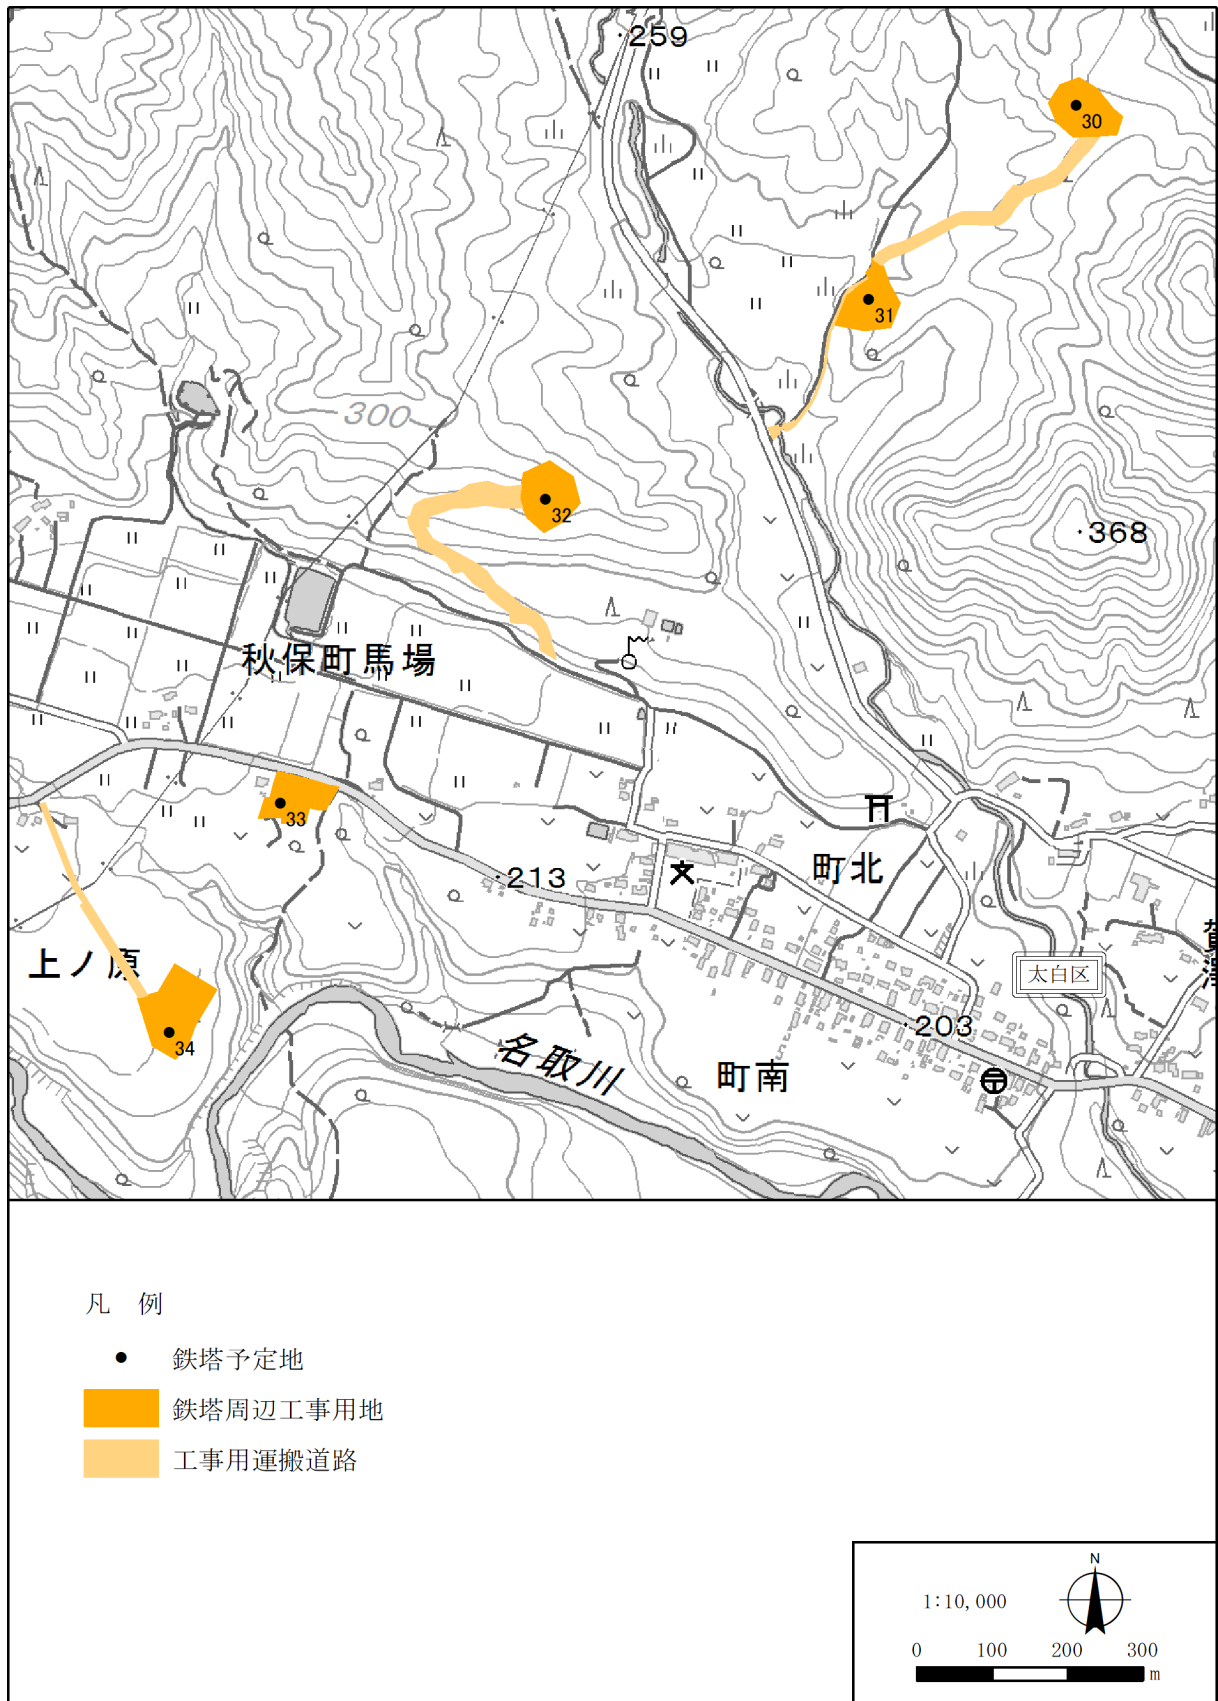 259
30
31
300
32
368
秋保町馬場
33
213
町北
上ノ原
太白区
34
203
名取川
町南
凡 例
鉄塔予定地
鉄塔周辺工事用地
工事用運搬道路
N
1:10,000
0 100 200 300
m